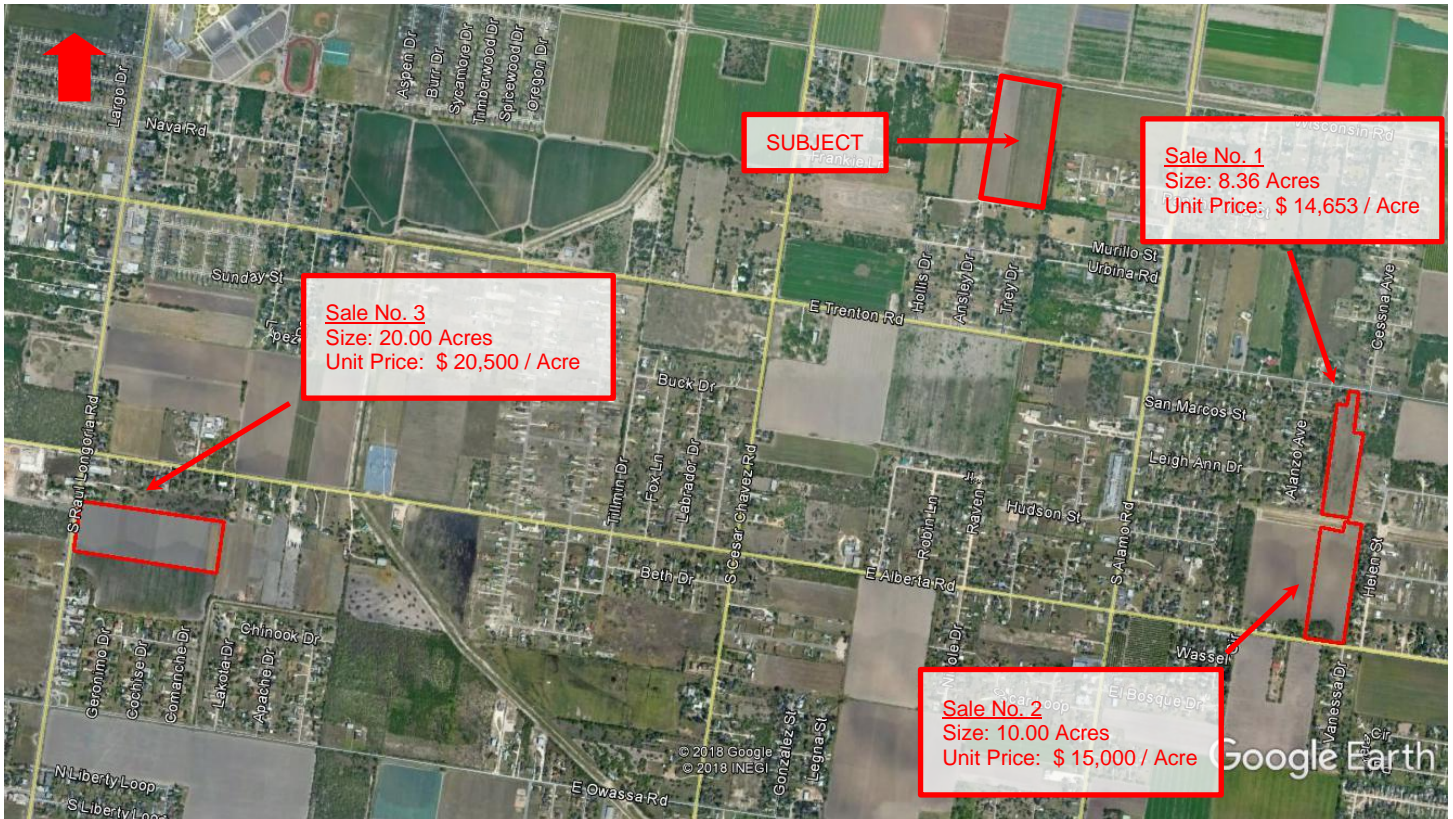 Largo Dr
Nava Rd
Aspen Dr
Burr Dr
Sycamore Dr
Timberwood Dr
Spicewood Dr
Oregon Dr
SUBJECT
Frankie Ln
Wisconsin Rd
Sale No. 1
Size: 8.36 Acres
Unit Price: $ 14,653 / Acre
Murillo St
Urbina Rd
Sunday St
Hollis Dr
Ansley Dr
Trey Dr
Cessna Ave
E Trenton Rd
Sale No. 3
Size: 20.00 Acres
Unit Price: $ 20,500 / Acre
Buck Dr
San Marcos St
Leigh Ann Dr
Alanzol Ave
S Raul Longoria Rd
Tillmin Dr
Fox Ln
Labrador Dr
S Cesar Chavez Rd
Robin Ln
Raven
Hudson St
S Alamo Rd
Helen St
Beth Dr
E Alberta Rd
Geronimo Dr
Cochise Dr
Comanche Dr
Lakota Dr
Apache Dr
Chinook Dr
Sale No. 2
Size: 10.00 Acres
Unit Price: $ 15,000 / Acre
El Bosque Dr
Vanessa Dr
Gonzalez St
Legna St
© 2018 Google
© 2018 INEGI
Google Earth
N Liberty Loop
S Liberty Loop
E Owassa Rd